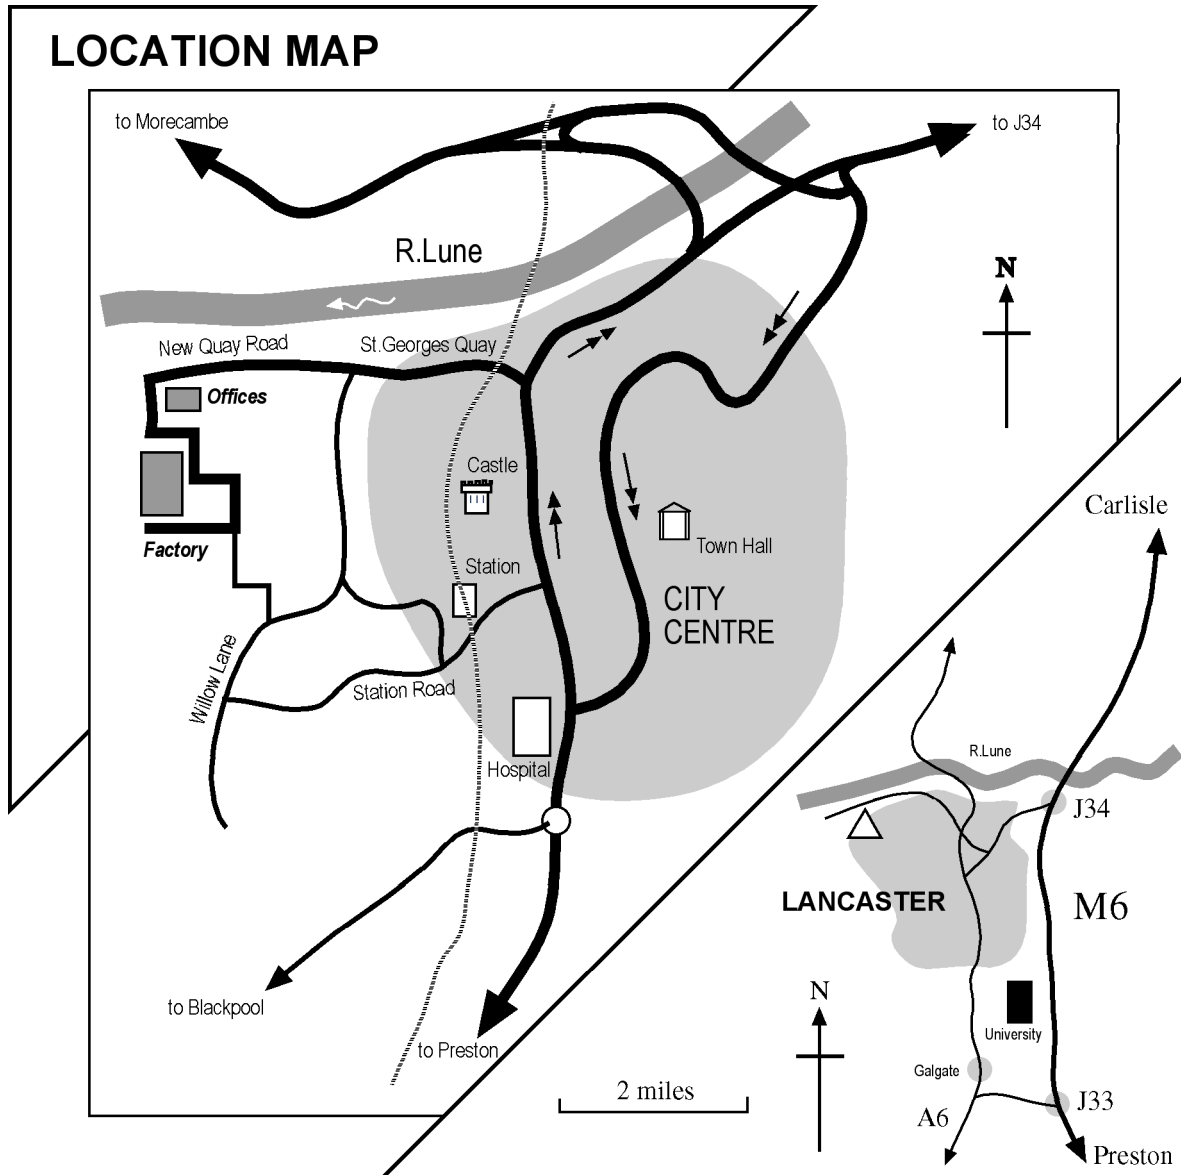 LOCATION MAP
to Morecambe
to J34
R.Lune
N
New Quay Road
St.Georges Quay
Offices
Castle
Carlisle
Factory
Town Hall
Station
CITY
CENTRE
Willow Lane
Station Road
R.Lune
Hospital
J34
LANCASTER
M6
to Blackpool
N
University
to Preston
Galgate
2 miles
J33
A6
Preston